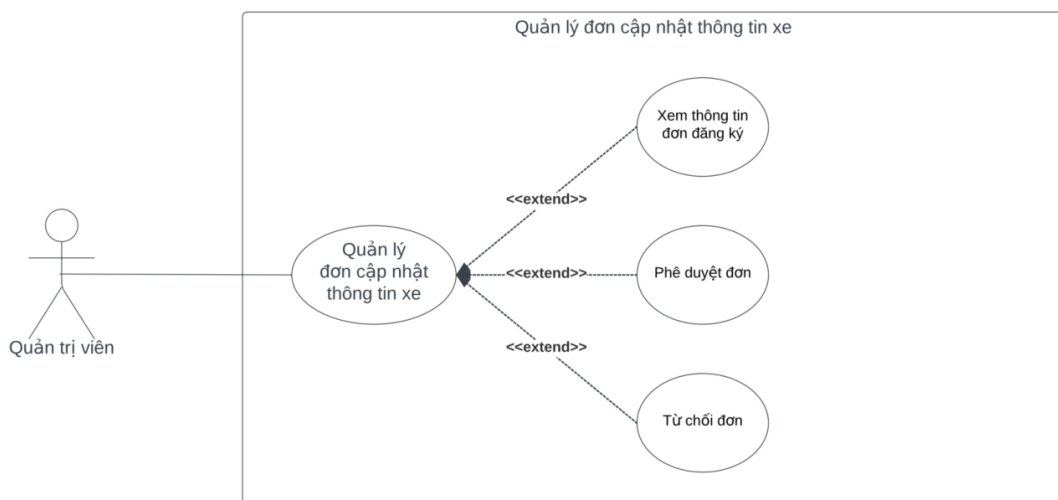 Quản lý đơn cập nhật thông tin xe
Xem thông tin
đơn đăng ký
<<extend>>
Quản lý
đơn cập nhật
thông tin xe
<<extend>>
Phê duyệt đơn
<<extend>>
Quản trị viên
Từ chối đơn